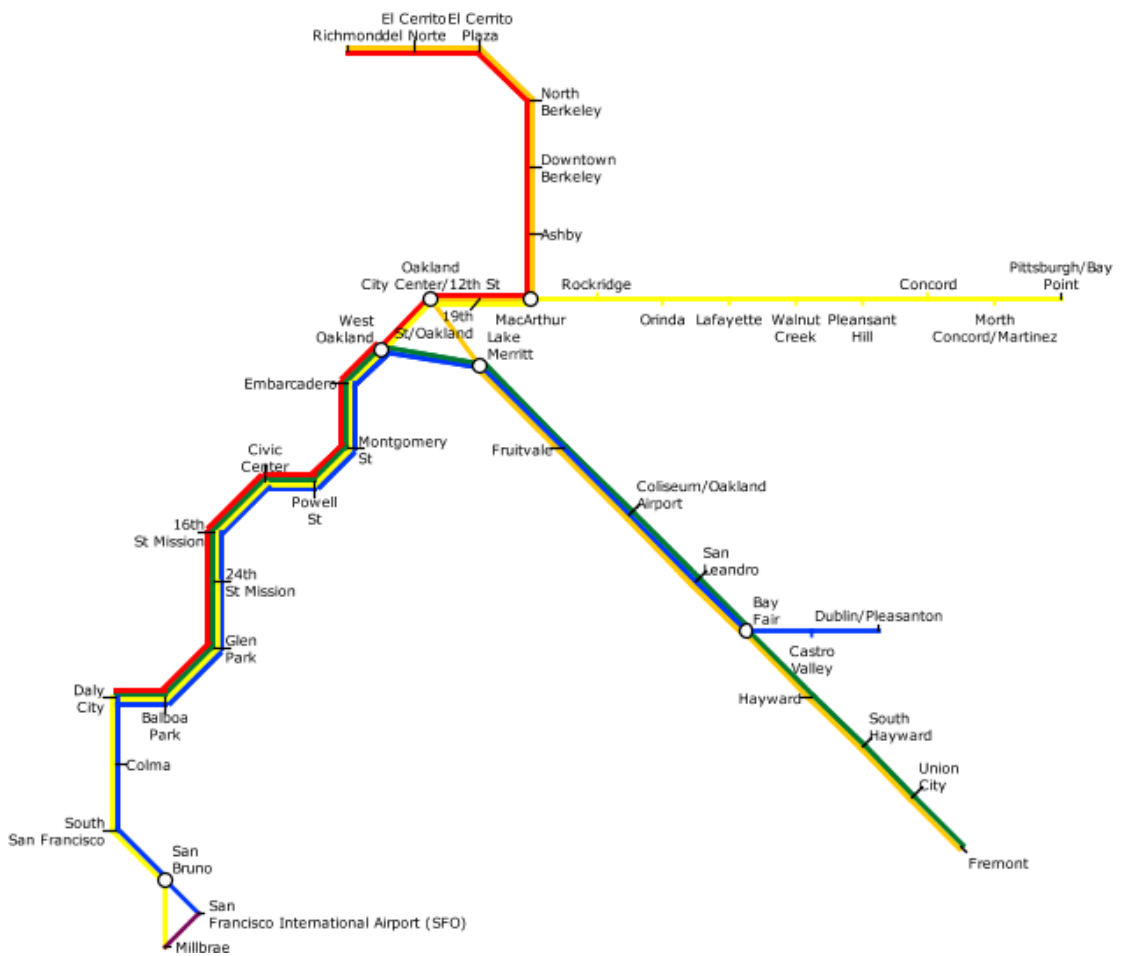 El Cerrito
del Norte
El Cerrito
Plaza
Richmond
North
Berkeley
Downtown
Berkeley
Ashby
Oakland
City Center/12th St
19th
St/Oakland
MacArthur
Rockridge
Orinda
Lafayette
Walnut
Creek
Pleansant
Hill
Concord
Morth
Concord/Martinez
Pittsburgh/Bay
Point
West
Oakland
Lake
Merritt
Embarcadero
Montgomery
St
Civic
Center
Powell
St
16th
St Mission
24th
St Mission
Glen
Park
Daly
City
Balboa
Park
Colma
South
San Francisco
San
Bruno
San
Francisco International Airport (SFO)
Millbrae
Fruitvale
Coliseum/Oakland
Airport
San
Leandro
Bay
Fair
Dublin/Pleasanton
Castro
Valley
Hayward
South
Hayward
Union
City
Fremont